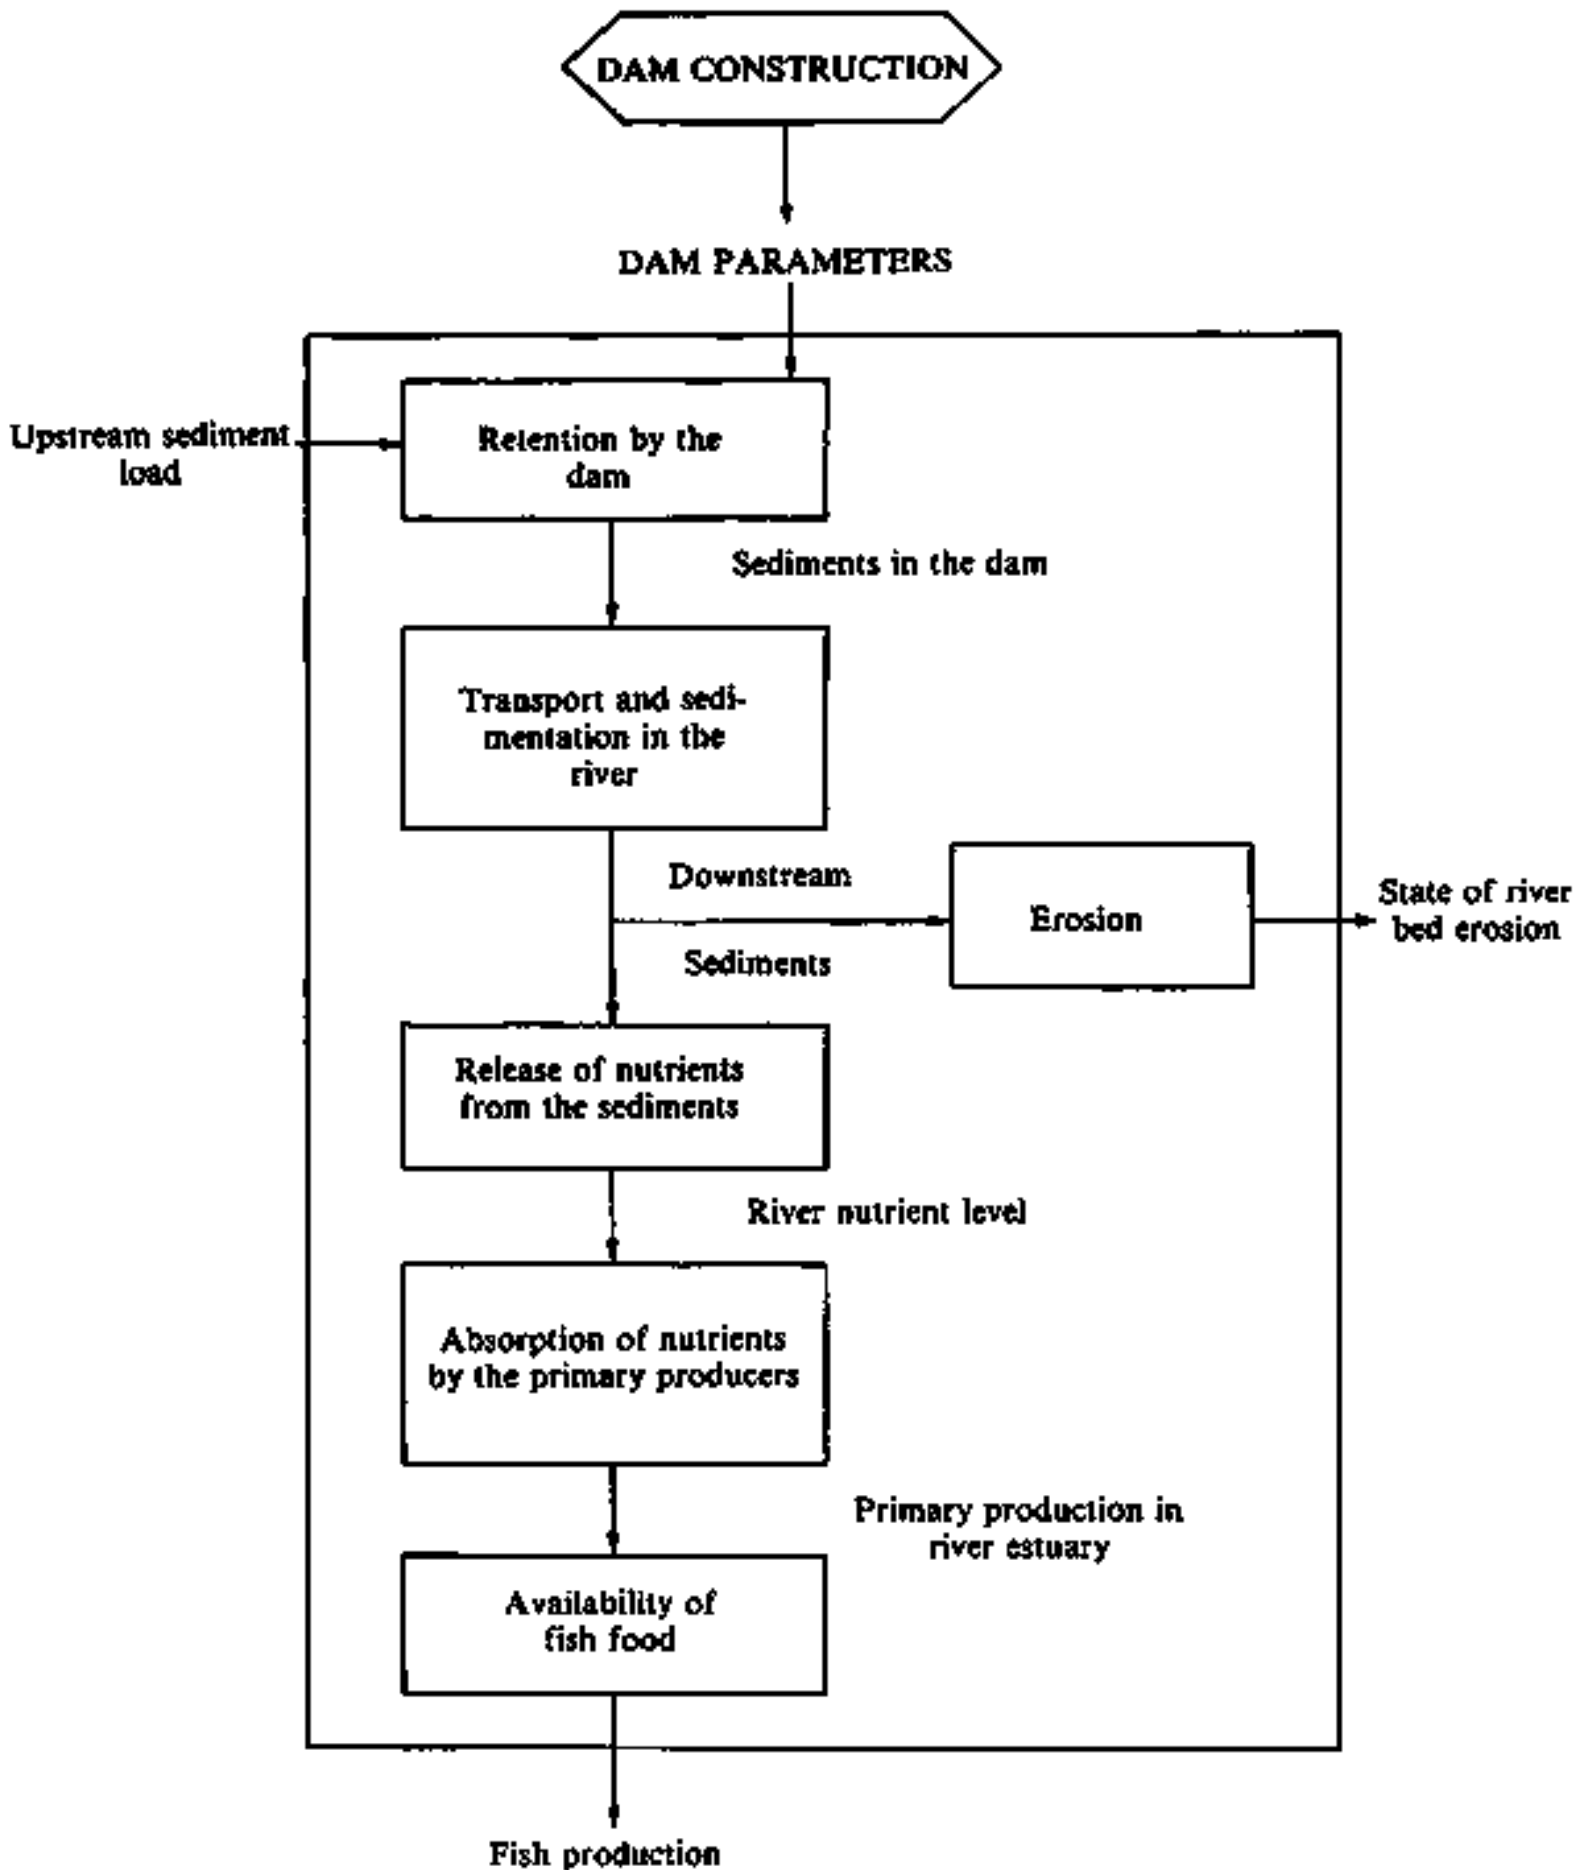 DAM CONSTRUCTION
DAM PARAMETERS
Upstream sediment
load
Retention by the
dam
Sediments in the dam
Transport and sedi-
mentation in the
river
Downstream
Sediments
Erosion
State of river
bed erosion
Release of nutrients
from the sediments
River nutrient level
Absorption of nutrients
by the primary producers
Primary production in
river estuary
Availability of
fish food
Fish production